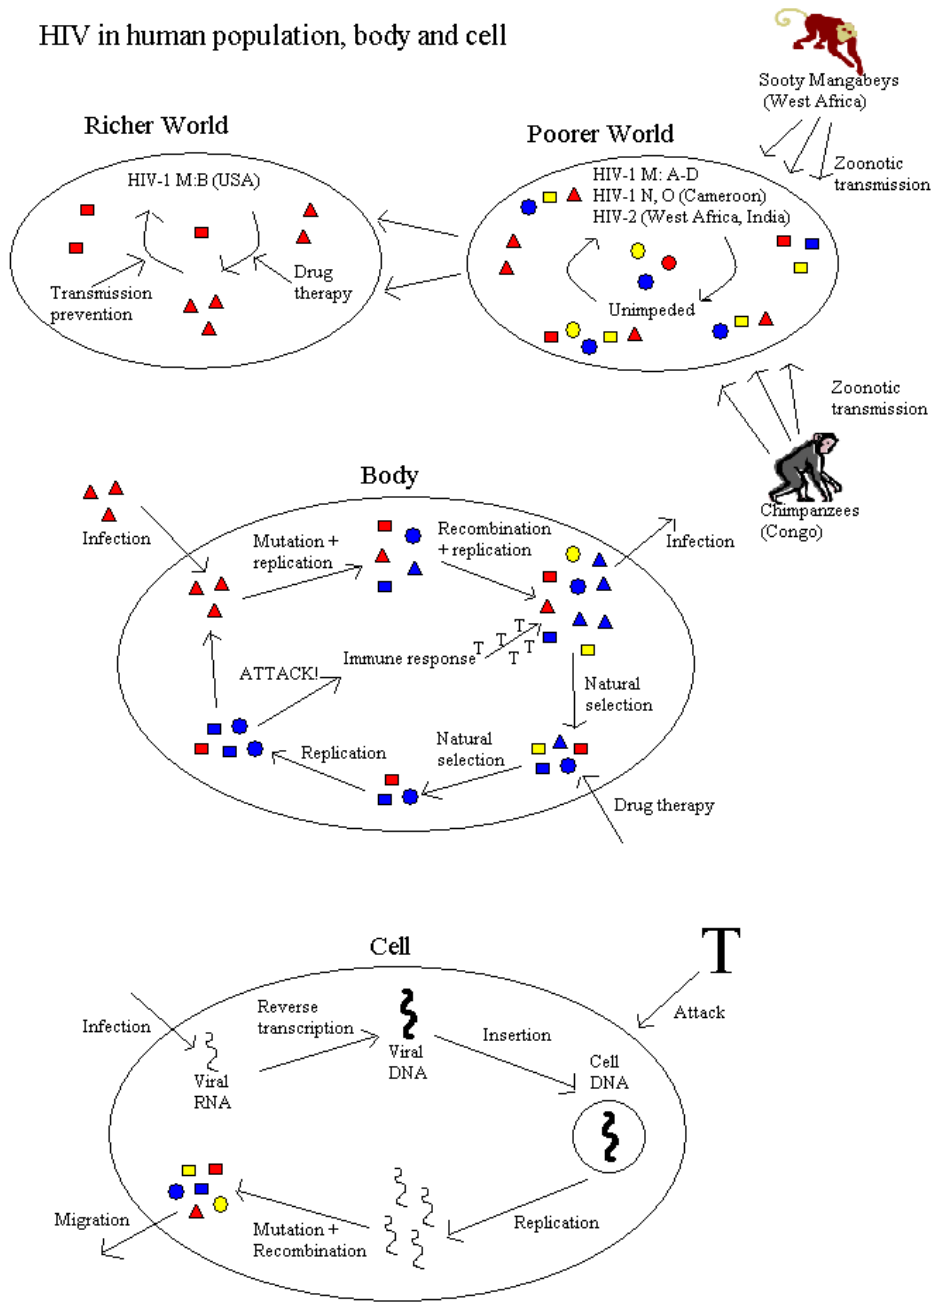 HIV in human population, body and cell
Sooty Mangabeys
(West Africa)
Zoonotic
transmission
Richer World
HIV-1 M:B (USA)
Transmission
prevention
Drug
therapy
Poorer World
HIV-1 M: A-D
HIV-1 N, O (Cameroon)
HIV-2 (West Africa, India)
Unimpeded
Zoonotic
transmission
Chimpanzees
(Congo)
Body
Infection
Mutation +
replication
Recombination
+ replication
Infection
Immune response
T
T
T
T
T
ATTACK!
Natural
selection
Natural
selection
Replication
Drug therapy
Cell
T
Attack
Infection
Reverse
transcription
Viral
RNA
Viral
DNA
Insertion
Cell
DNA
Replication
Mutation +
Recombination
Migration